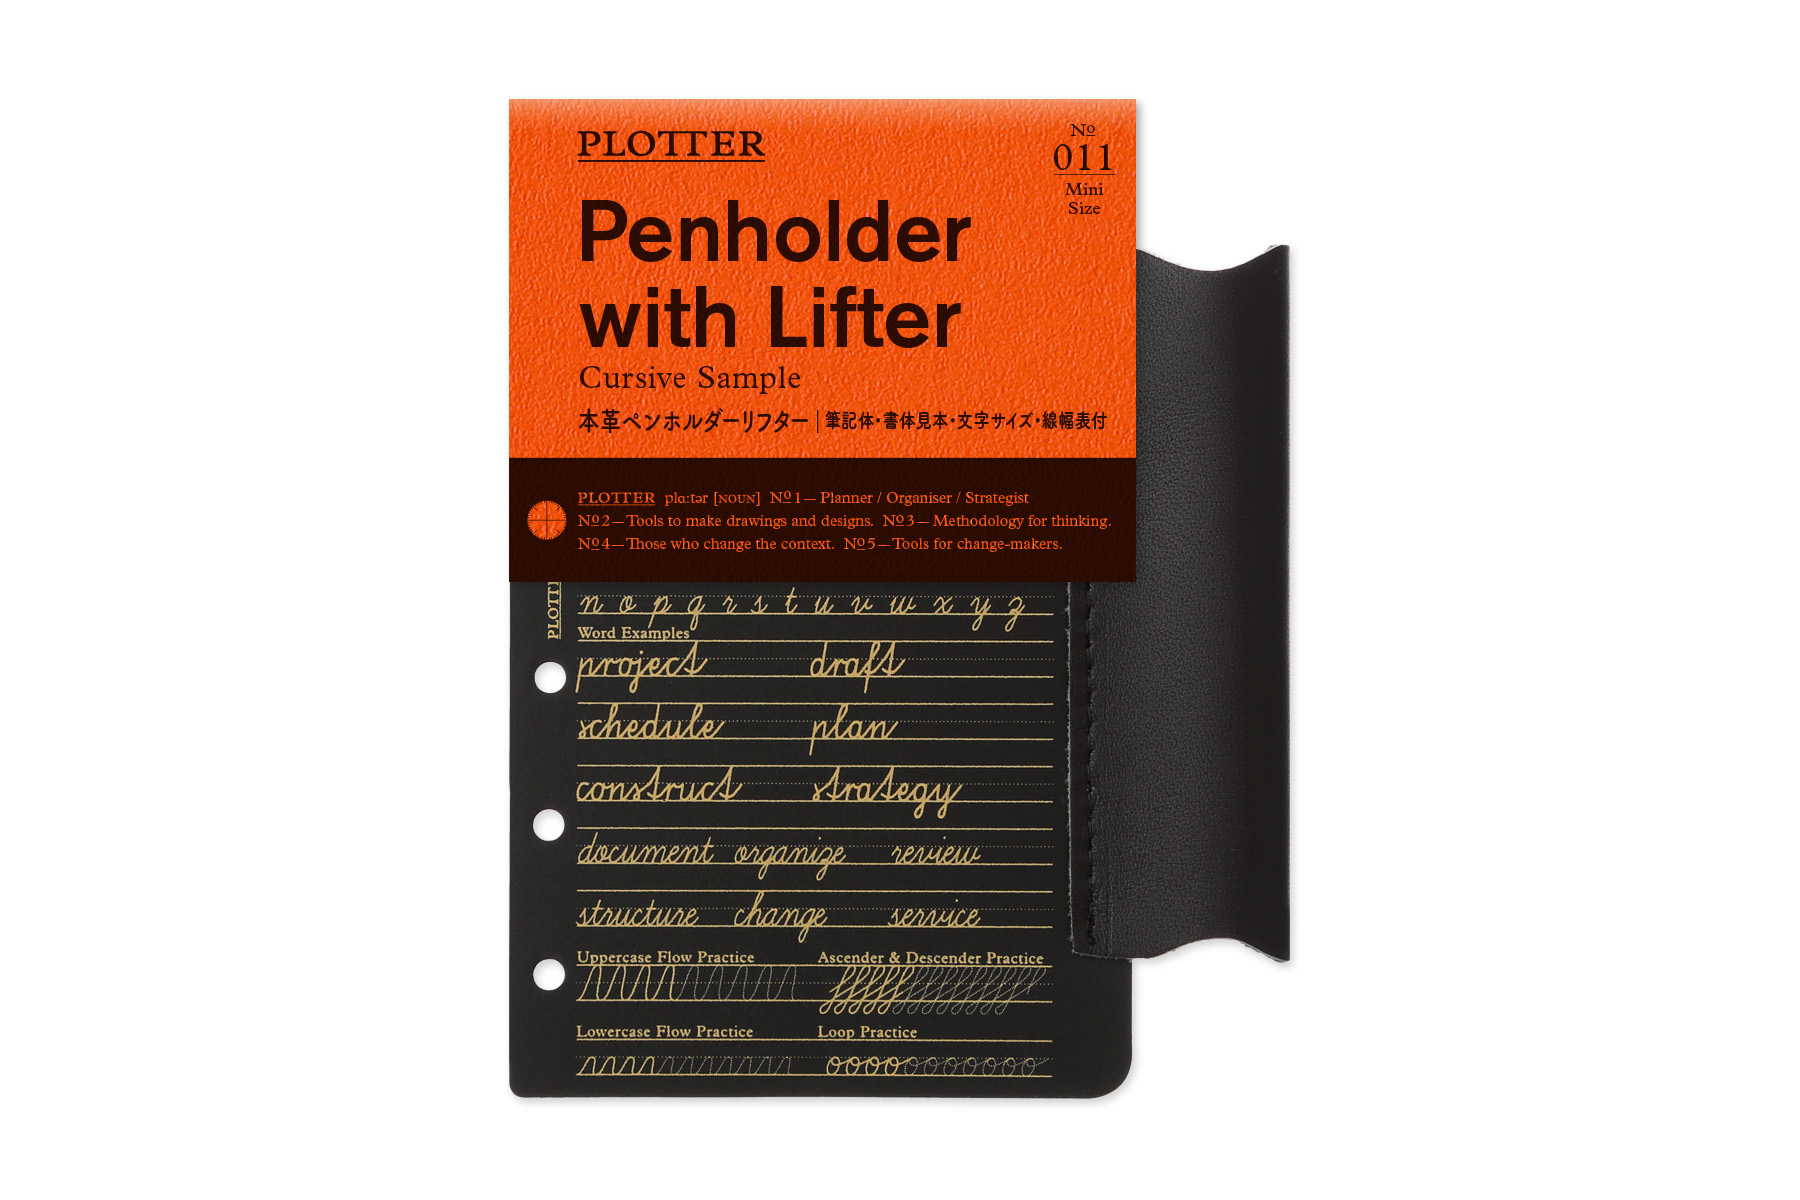 PLOTTER
Nº
011
Mini
Size
Penholder
with Lifter
Cursive Sample
本革ペンホルダーリフター | 筆記体・書体見本・文字サイズ・線幅表付
PLOTTER plɑ:tər [NOUN] Nº1—Planner / Organiser / Strategist
Nº2—Tools to make drawings and designs. Nº3—Methodology for thinking.
Nº4—Those who change the context. Nº5—Tools for change-makers.
PLOTT
n o p q r s t u v w x y z
Word Examples
project draft
schedule plan
construct strategy
document organize review
structure change service
Uppercase Flow Practice Ascender & Descender Practice
Lowercase Flow Practice Loop Practice